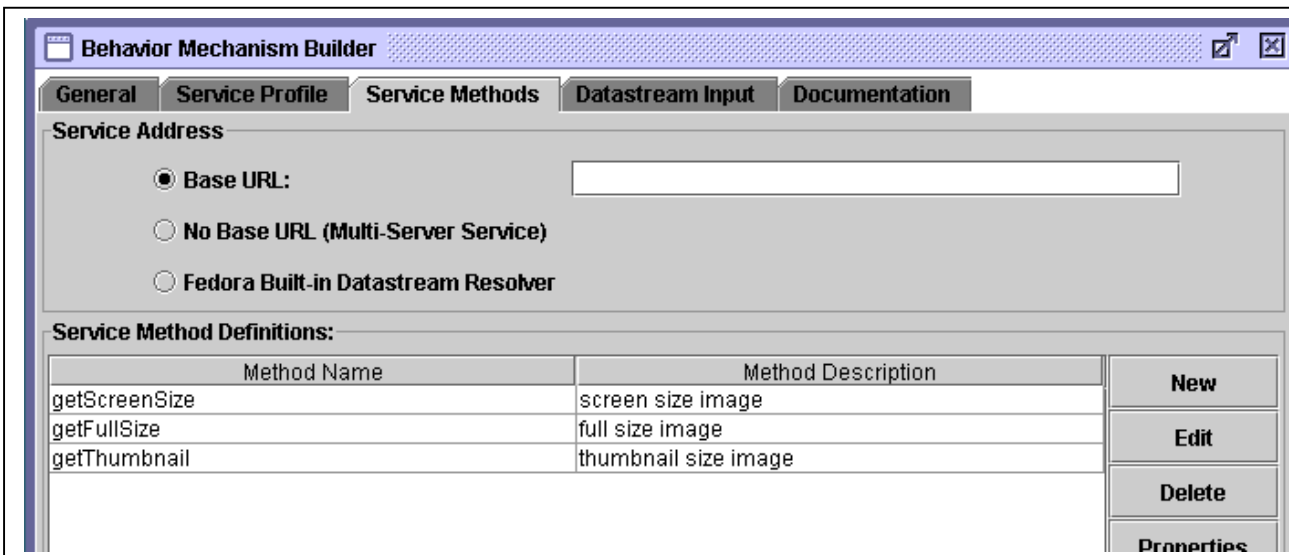 Behavior Mechanism Builder
General Service Profile Service Methods Datastream Input Documentation
Service Address
Base URL:
No Base URL (Multi-Server Service)
Fedora Built-in Datastream Resolver
Service Method Definitions:
Method Name Method Description New
getScreenSize screen size image
getFullSize full size image Edit
getThumbnail thumbnail size image
Delete
Properties